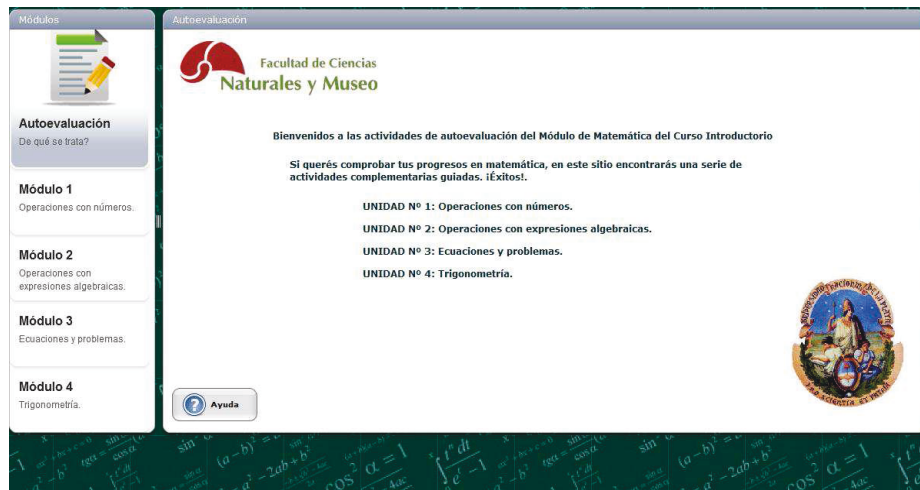 Módulos
Autoevaluación
De qué se trata?
Módulo 1
Operaciones con números.
Módulo 2
Operaciones con
expresiones algebraicas.
Módulo 3
Ecuaciones y problemas.
Módulo 4
Trigonometría.
Autoevaluación
Facultad de Ciencias
Naturales y Museo
Bienvenidos a las actividades de autoevaluación del Módulo de Matemática del Curso Introductorio
Si querés comprobar tus progresos en matemática, en este sitio encontrarás una serie de
actividades complementarias guiadas. ¡Éxitos!.
UNIDAD Nº 1: Operaciones con números.
UNIDAD Nº 2: Operaciones con expresiones algebraicas.
UNIDAD Nº 3: Ecuaciones y problemas.
UNIDAD Nº 4: Trigonometría.
Ayuda